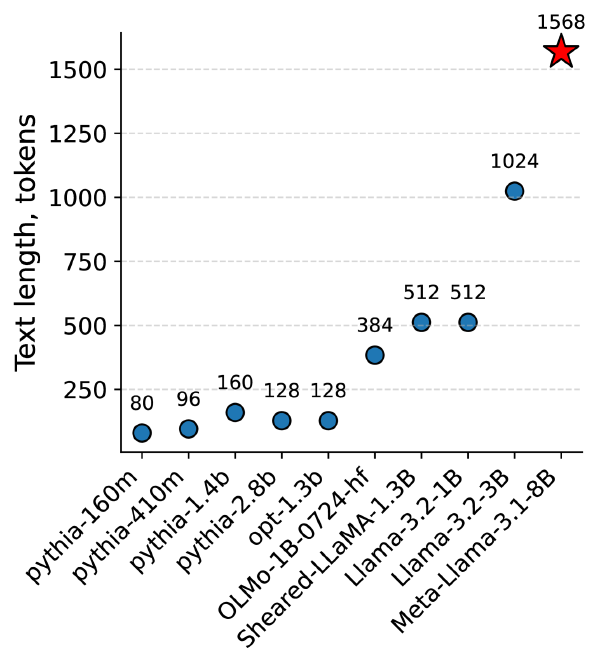 1568
1500
1250
1024
1000
750
512 512
500
384
250
160
128 128
80
96
Text length, tokens
pythia-160m
pythia-410m
pythia-1.4b
pythia-2.8b
opt-1.3b
OLMo-1B-0724-hf
Sheared-LLaMA-1.3B
Llama-3.2-1B
Llama-3.2-3B
Meta-Llama-3.1-8B